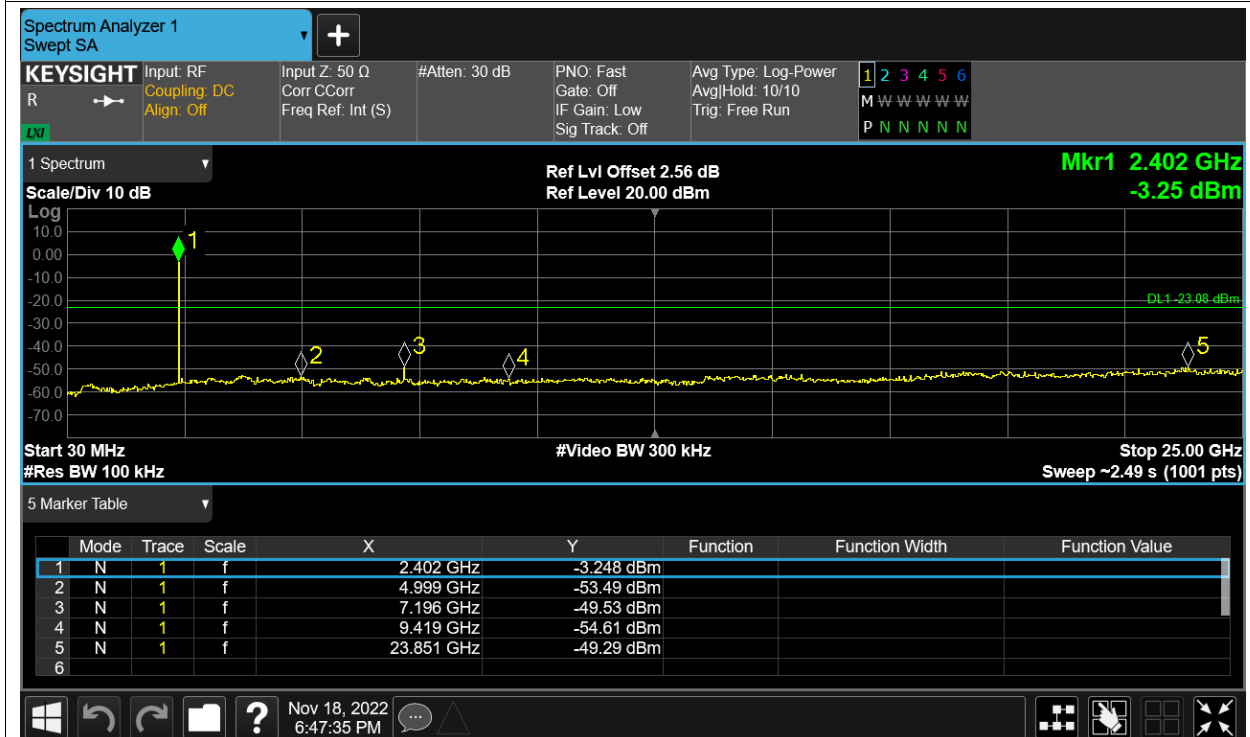 Spectrum Analyzer 1
Swept SA
+
KEYSIGHT
R
LXI
Input: RF
Coupling: DC
Align: Off
Input Z: 50 Ω
Corr CCorr
Freq Ref: Int (S)
#Atten: 30 dB
PNO: Fast
Gate: Off
IF Gain: Low
Sig Track: Off
Avg Type: Log-Power
Avg|Hold: 10/10
Trig: Free Run
1 2 3 4 5 6
M W W W W W
P N N N N N
1 Spectrum
Scale/Div 10 dB
Ref Lvl Offset 2.56 dB
Ref Level 20.00 dBm
Mkr1 2.402 GHz
-3.25 dBm
Log
10.0
0.00
-10.0
-20.0
-30.0
-40.0
-50.0
-60.0
-70.0
1
2
3
4
5
DL1 -23.08 dBm
Start 30 MHz
#Res BW 100 kHz
#Video BW 300 kHz
Stop 25.00 GHz
Sweep ~2.49 s (1001 pts)
5 Marker Table
Mode Trace Scale X Y Function Function Width Function Value
1 N 1 f 2.402 GHz -3.248 dBm
2 N 1 f 4.999 GHz -53.49 dBm
3 N 1 f 7.196 GHz -49.53 dBm
4 N 1 f 9.419 GHz -54.61 dBm
5 N 1 f 23.851 GHz -49.29 dBm
6
?
Nov 18, 2022
6:47:35 PM